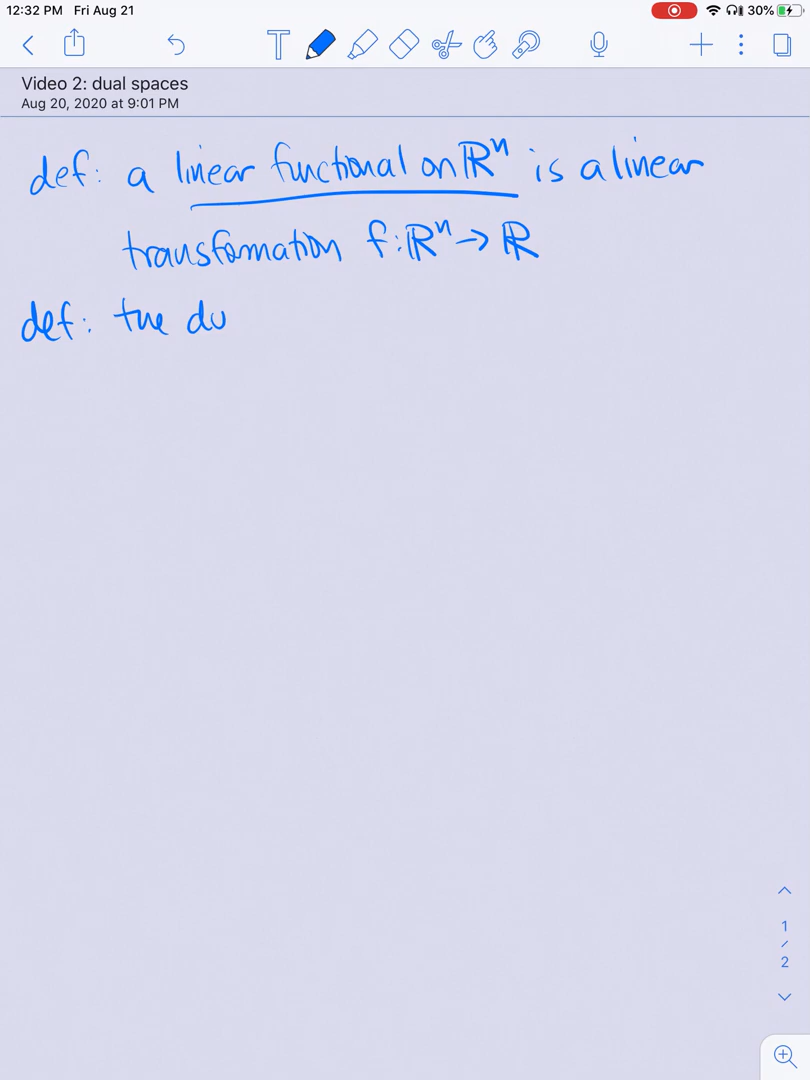 12:32 PM Fri Aug 21 30%
T
Video 2: dual spaces
Aug 20, 2020 at 9:01 PM
def: a linear functional on ℝⁿ is a linear
transformation f: ℝⁿ → ℝ
def: the du
1
/
2